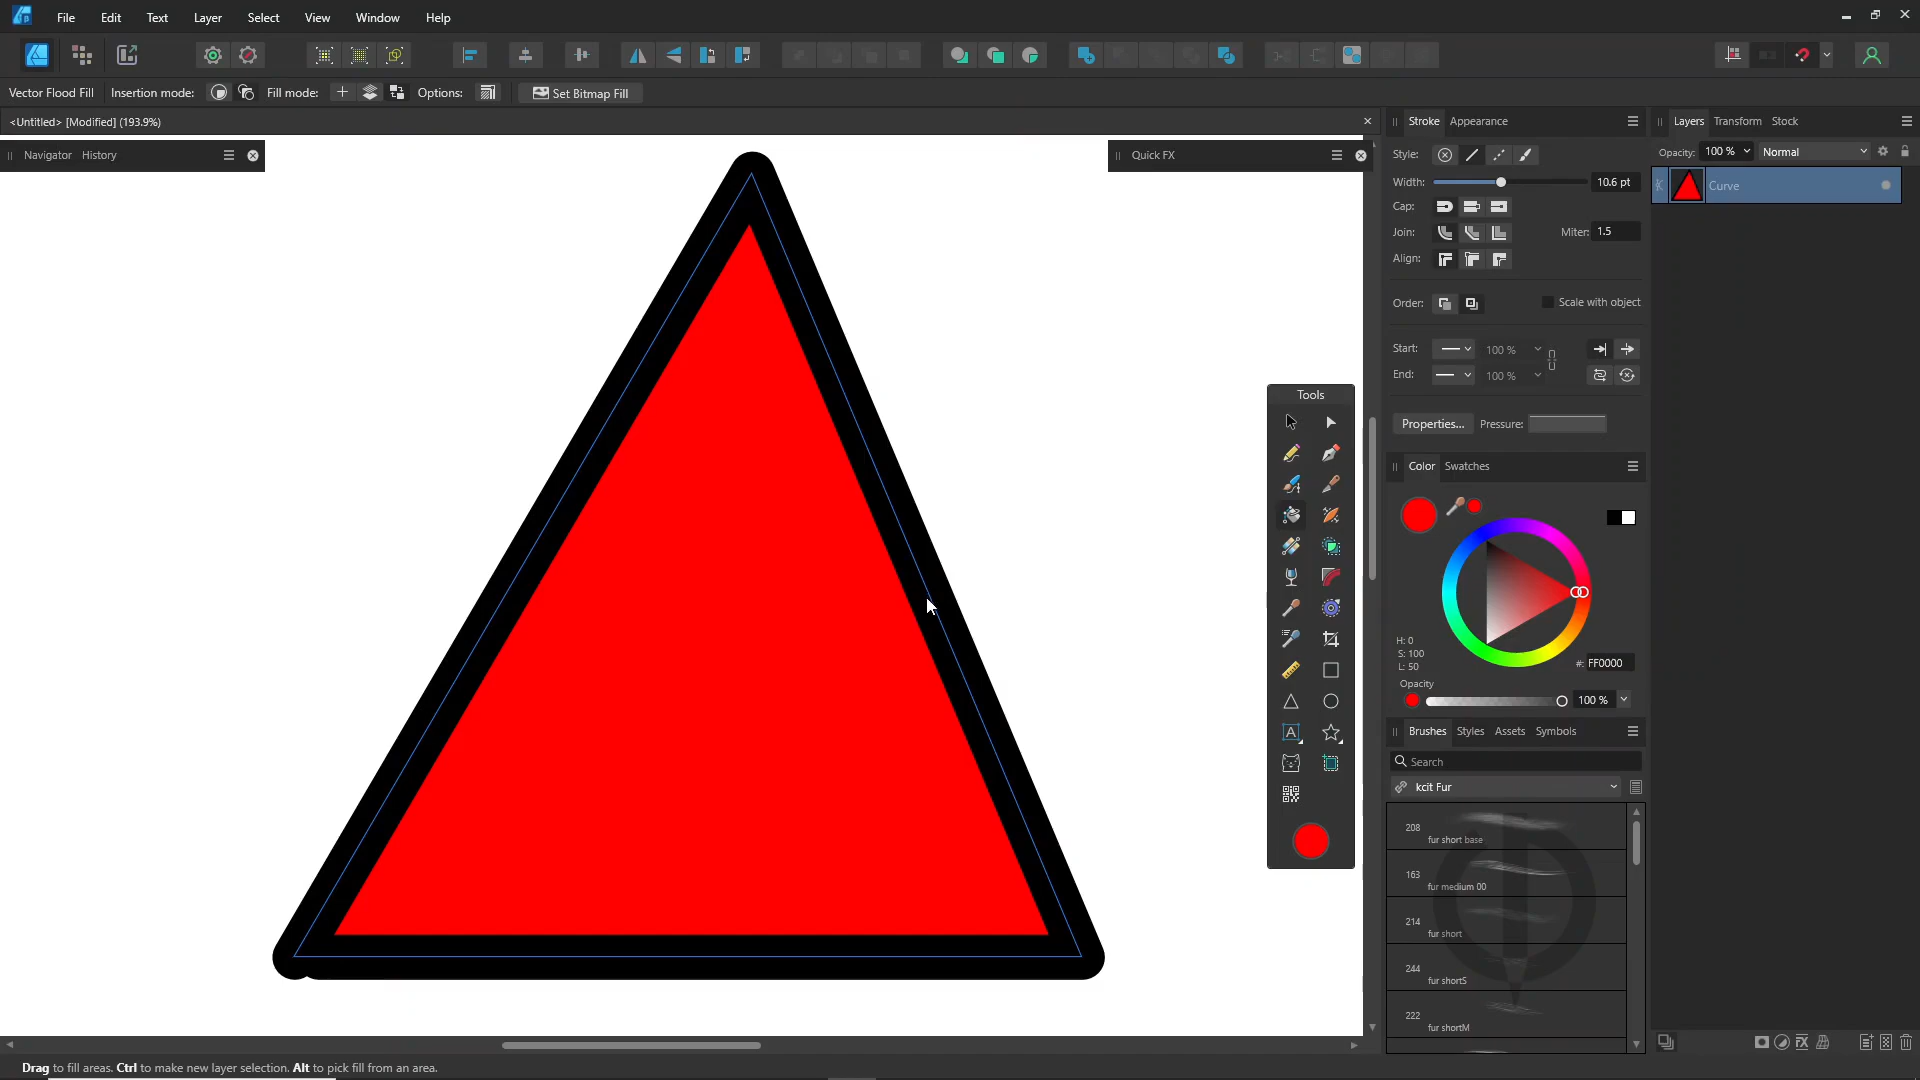 File Edit Text Layer Select View Window Help
Vector Flood Fill Insertion mode: Fill mode: Options: Set Bitmap Fill
<Untitled> [Modified] (193.9%)
Navigator History
Quick FX
Tools
A
Stroke Appearance
Style:
Width: 10.6 pt
Cap:
Join: Miter: 1.5
Align:
Order: Scale with object
Start: 100 %
End: 100 %
Properties... Pressure:
Color Swatches
H: 0
S: 100
L: 50
#: FF0000
Opacity
100 %
Brushes Styles Assets Symbols
Search
kcit Fur
208
fur short base
163
fur medium 00
214
fur short
244
fur shortS
222
fur shortM
Layers Transform Stock
Opacity: 100 % Normal
Curve
Drag to fill areas. Ctrl to make new layer selection. Alt to pick fill from an area.